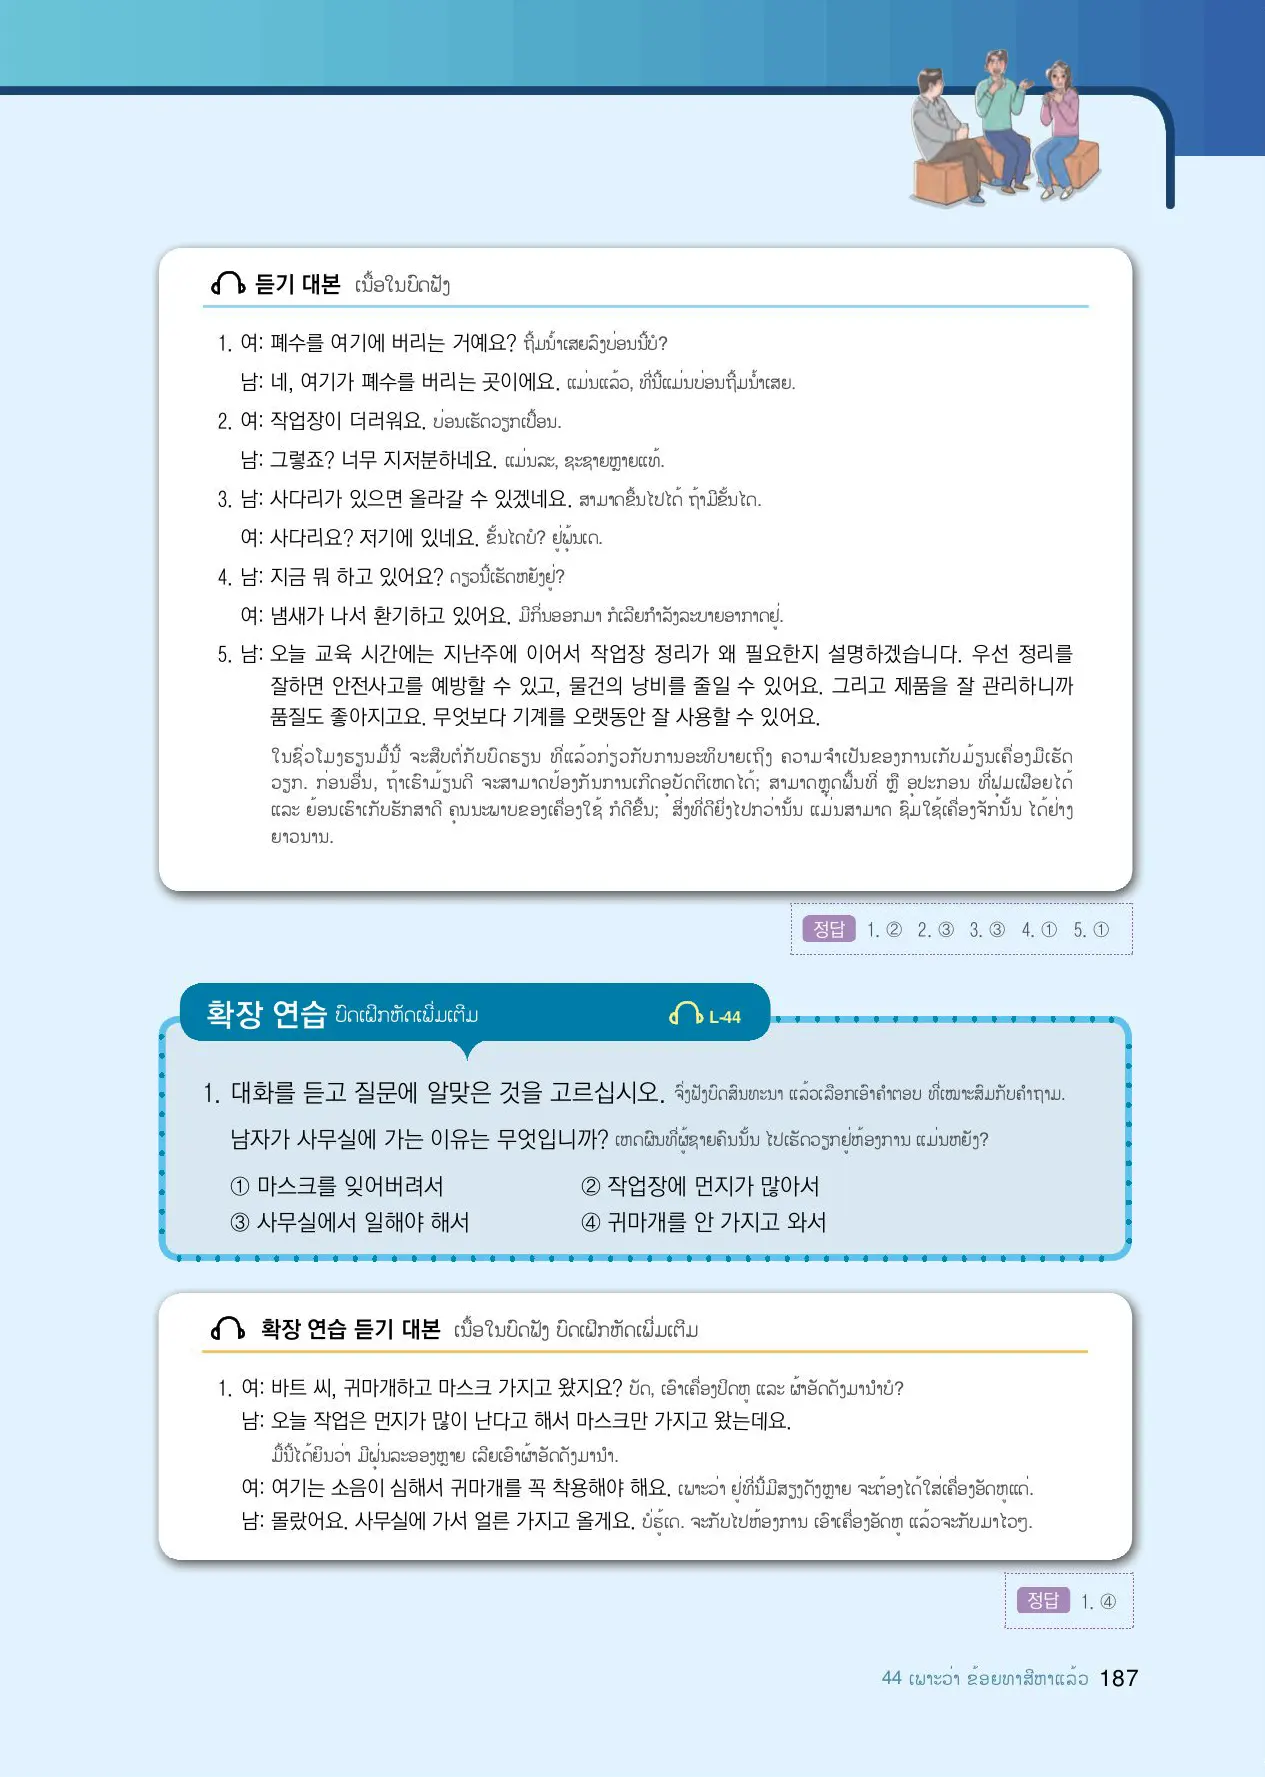 듣기 대본 ເນື້ອໃນບົດຟັງ
1. 여: 폐수를 여기에 버리는 거예요? ຖິ້ມນ້ຳເສຍລົງບ່ອນນີ້ບໍ?
남: 네, 여기가 폐수를 버리는 곳이에요. ແມ່ນແລ້ວ, ທີ່ນີ້ແມ່ນບ່ອນຖິ້ມນ້ຳເສຍ.
2. 여: 작업장이 더러워요. ບ່ອນເຮັດວຽກເປື້ອນ.
남: 그렇죠? 너무 지저분하네요. ແມ່ນລະ, ຊະຊາຍຫຼາຍແທ້.
3. 남: 사다리가 있으면 올라갈 수 있겠네요. ສາມາດຂື້ນໄປໄດ້ ຖ້າມີຂັ້ນໄດ.
여: 사다리요? 저기에 있네요. ຂັ້ນໄດບໍ? ຢູ່ພຸ້ນເດ.
4. 남: 지금 뭐 하고 있어요? ດຽວນີ້ເຮັດຫຍັງຢູ່?
여: 냄새가 나서 환기하고 있어요. ມີກິ່ນອອກມາ ກໍເລີຍກຳລັງລະບາຍອາກາດຢູ່.
5. 남: 오늘 교육 시간에는 지난주에 이어서 작업장 정리가 왜 필요한지 설명하겠습니다. 우선 정리를
잘하면 안전사고를 예방할 수 있고, 물건의 낭비를 줄일 수 있어요. 그리고 제품을 잘 관리하니까
품질도 좋아지고요. 무엇보다 기계를 오랫동안 잘 사용할 수 있어요.
ໃນຊົ່ວໂມງຮຽນມື້ນີ້ ຈະສືບຕໍ່ກັບບົດຮຽນ ທີ່ແລ້ວກ່ຽວກັບການອະທິບາຍເຖິງ ຄວາມຈຳເປັນຂອງການເກັບມ້ຽນເຄື່ອງມືເຮັດ
ວຽກ. ກ່ອນອື່ນ, ຖ້າເຮົາມ້ຽນດີ ຈະສາມາດປ້ອງກັນການເກີດອຸບັດຕິເຫດໄດ້; ສາມາດຫຼຸດພື້ນທີ່ ຫຼື ອຸປະກອນ ທີ່ຟຸມເຟືອຍໄດ້
ແລະ ຍ້ອນເຮົາເກັບຮັກສາດີ ຄຸນນະພາບຂອງເຄື່ອງໃຊ້ ກໍດີຂື້ນ; ສິ່ງທີ່ດີຍິ່ງໄປກວ່ານັ້ນ ແມ່ນສາມາດ ຊົມໃຊ້ເຄື່ອງຈັກນັ້ນ ໄດ້ຢ່າງ
ຍາວນານ.
정답 1. ② 2. ③ 3. ③ 4. ① 5. ①
확장 연습 ບົດເຝິກຫັດເພີ່ມເຕີມ L-44
1. 대화를 듣고 질문에 알맞은 것을 고르십시오. ຈົ່ງຟັງບົດສົນທະນາ ແລ້ວເລືອກເອົາຄຳຕອບ ທີ່ເໝາະສົມກັບຄຳຖາມ.
남자가 사무실에 가는 이유는 무엇입니까? ເຫດຜົນທີ່ຜູ້ຊາຍຄົນນັ້ນ ໄປເຮັດວຽກຢູ່ຫ້ອງການ ແມ່ນຫຍັງ?
① 마스크를 잊어버려서 ② 작업장에 먼지가 많아서
③ 사무실에서 일해야 해서 ④ 귀마개를 안 가지고 와서
확장 연습 듣기 대본 ເນື້ອໃນບົດຟັງ ບົດເຝິກຫັດເພີ່ມເຕີມ
1. 여: 바트 씨, 귀마개하고 마스크 가지고 왔지요? ບັດ, ເອົາເຄື່ອງປິດຫູ ແລະ ຜ້າອັດດັງມານຳບໍ?
남: 오늘 작업은 먼지가 많이 난다고 해서 마스크만 가지고 왔는데요.
ມື້ນີ້ໄດ້ຍິນວ່າ ມີຝຸ່ນລະອອງຫຼາຍ ເລີຍເອົາຜ້າອັດດັງມານຳ.
여: 여기는 소음이 심해서 귀마개를 꼭 착용해야 해요. ເພາະວ່າ ຢູ່ທີ່ນີ້ມີສຽງດັງຫຼາຍ ຈະຕ້ອງໄດ້ໃສ່ເຄື່ອງອັດຫູແດ່.
남: 몰랐어요. 사무실에 가서 얼른 가지고 올게요. ບໍ່ຮູ້ເດ. ຈະກັບໄປຫ້ອງການ ເອົາເຄື່ອງອັດຫູ ແລ້ວຈະກັບມາໄວໆ.
정답 1. ④
44 ເພາະວ່າ ຂ້ອຍທາສີຫາແລ້ວ 187